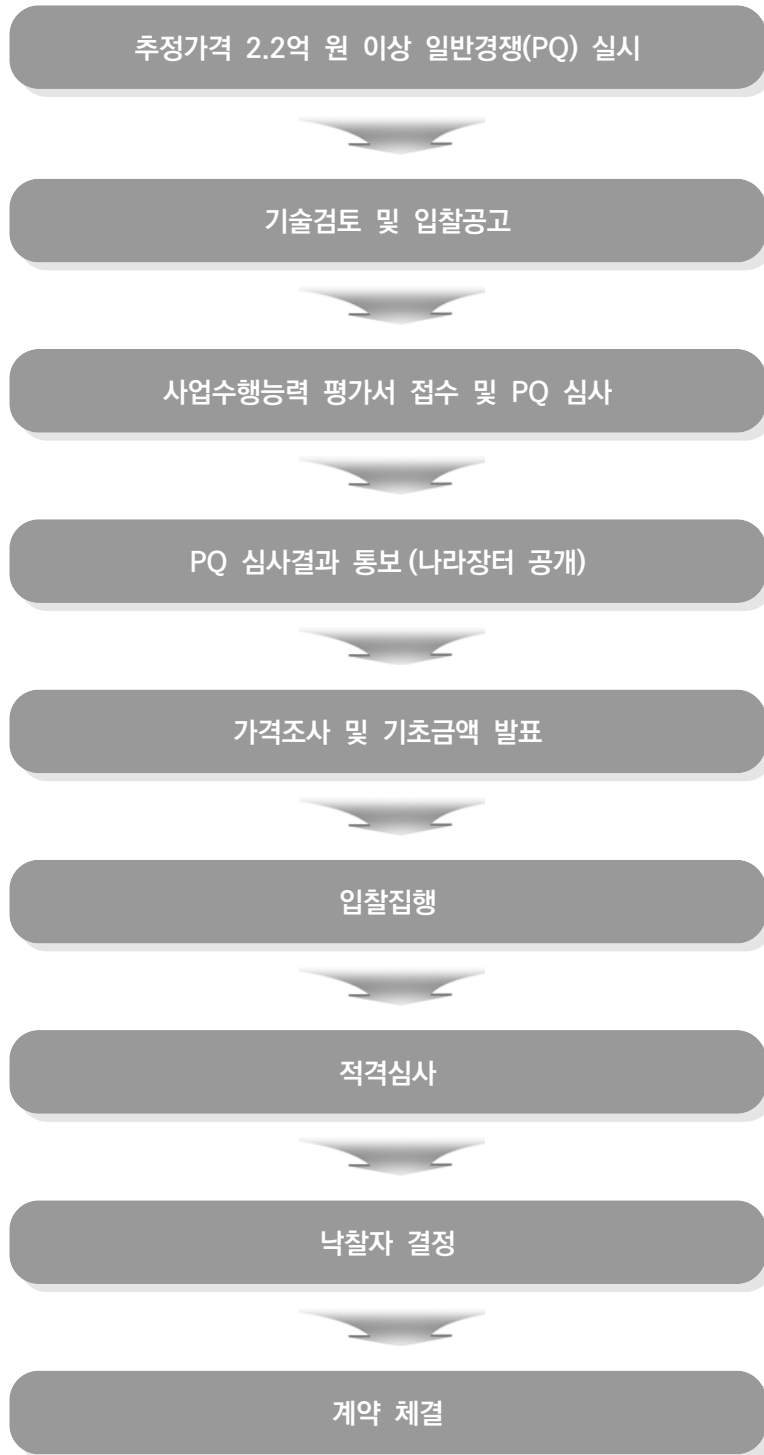 추정가격 2.2억 원 이상 일반경쟁(PQ) 실시
기술검토 및 입찰공고
사업수행능력 평가서 접수 및 PQ 심사
PQ 심사결과 통보(나라장터 공개)
가격조사 및 기초금액 발표
입찰집행
적격심사
낙찰자 결정
계약 체결